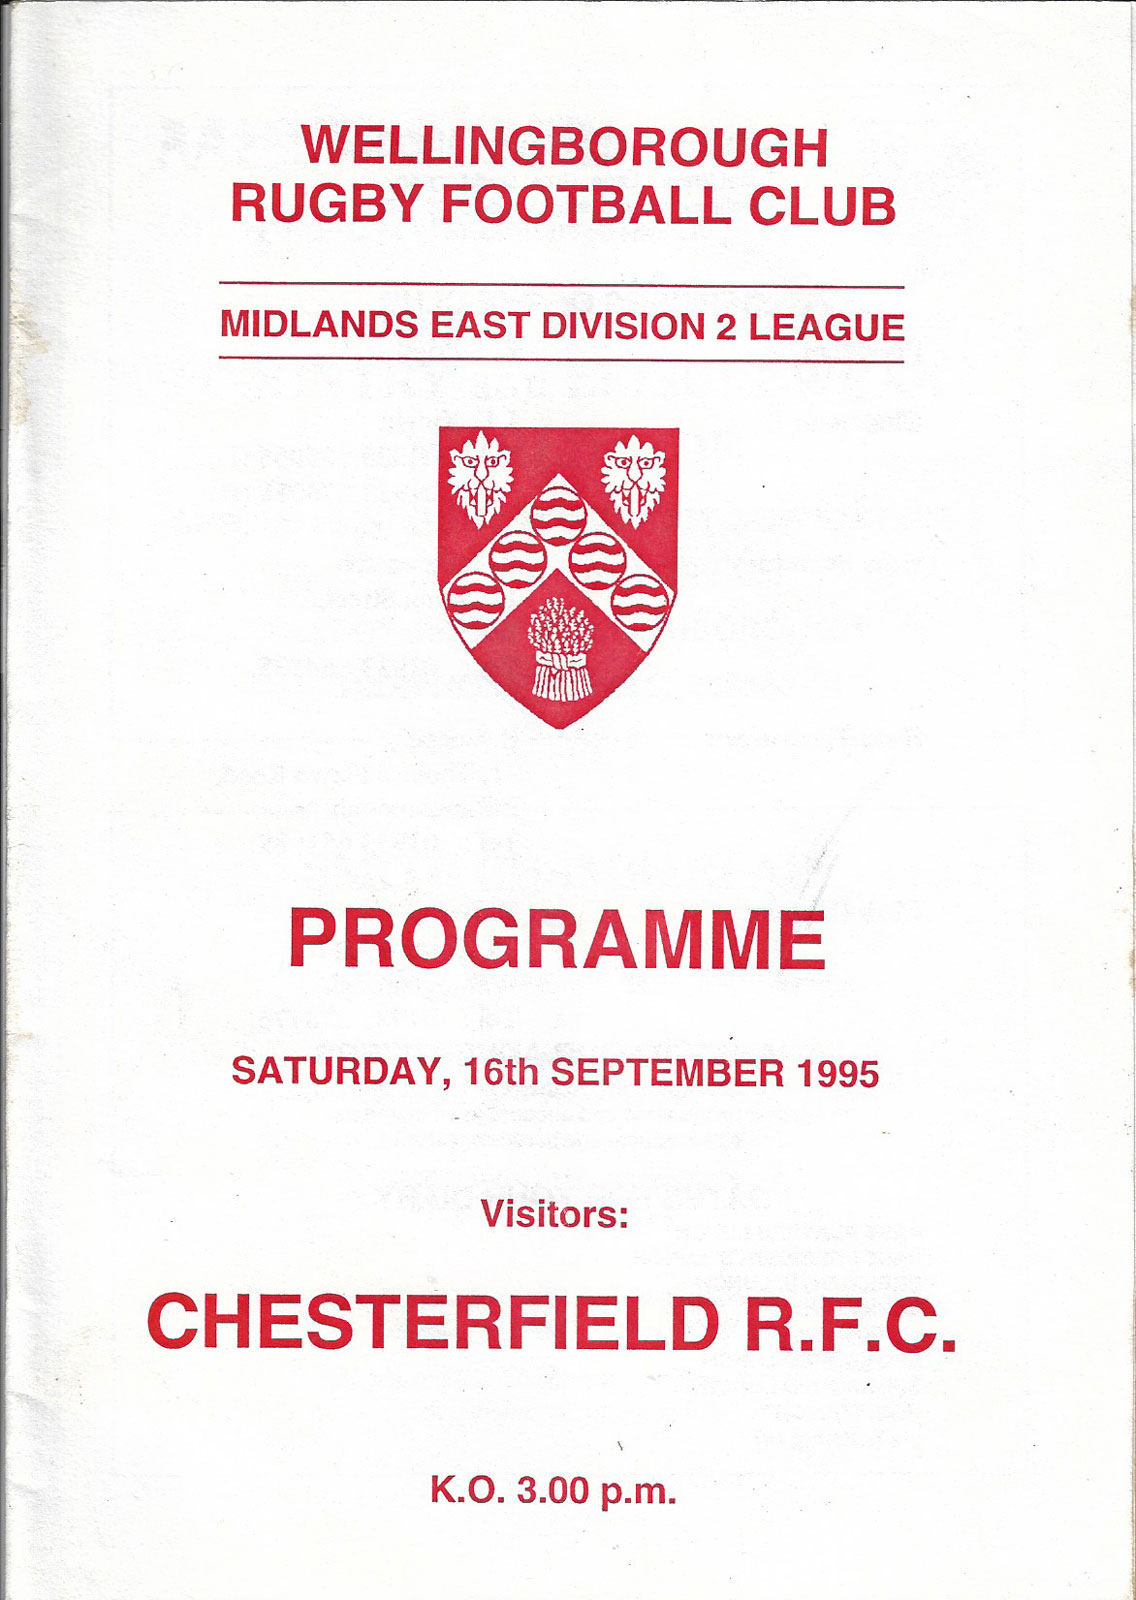 WELLINGBOROUGH
RUGBY FOOTBALL CLUB
MIDLANDS EAST DIVISION 2 LEAGUE
PROGRAMME
SATURDAY, 16th SEPTEMBER 1995
Visitors:
CHESTERFIELD R.F.C.
K.O. 3.00 p.m.